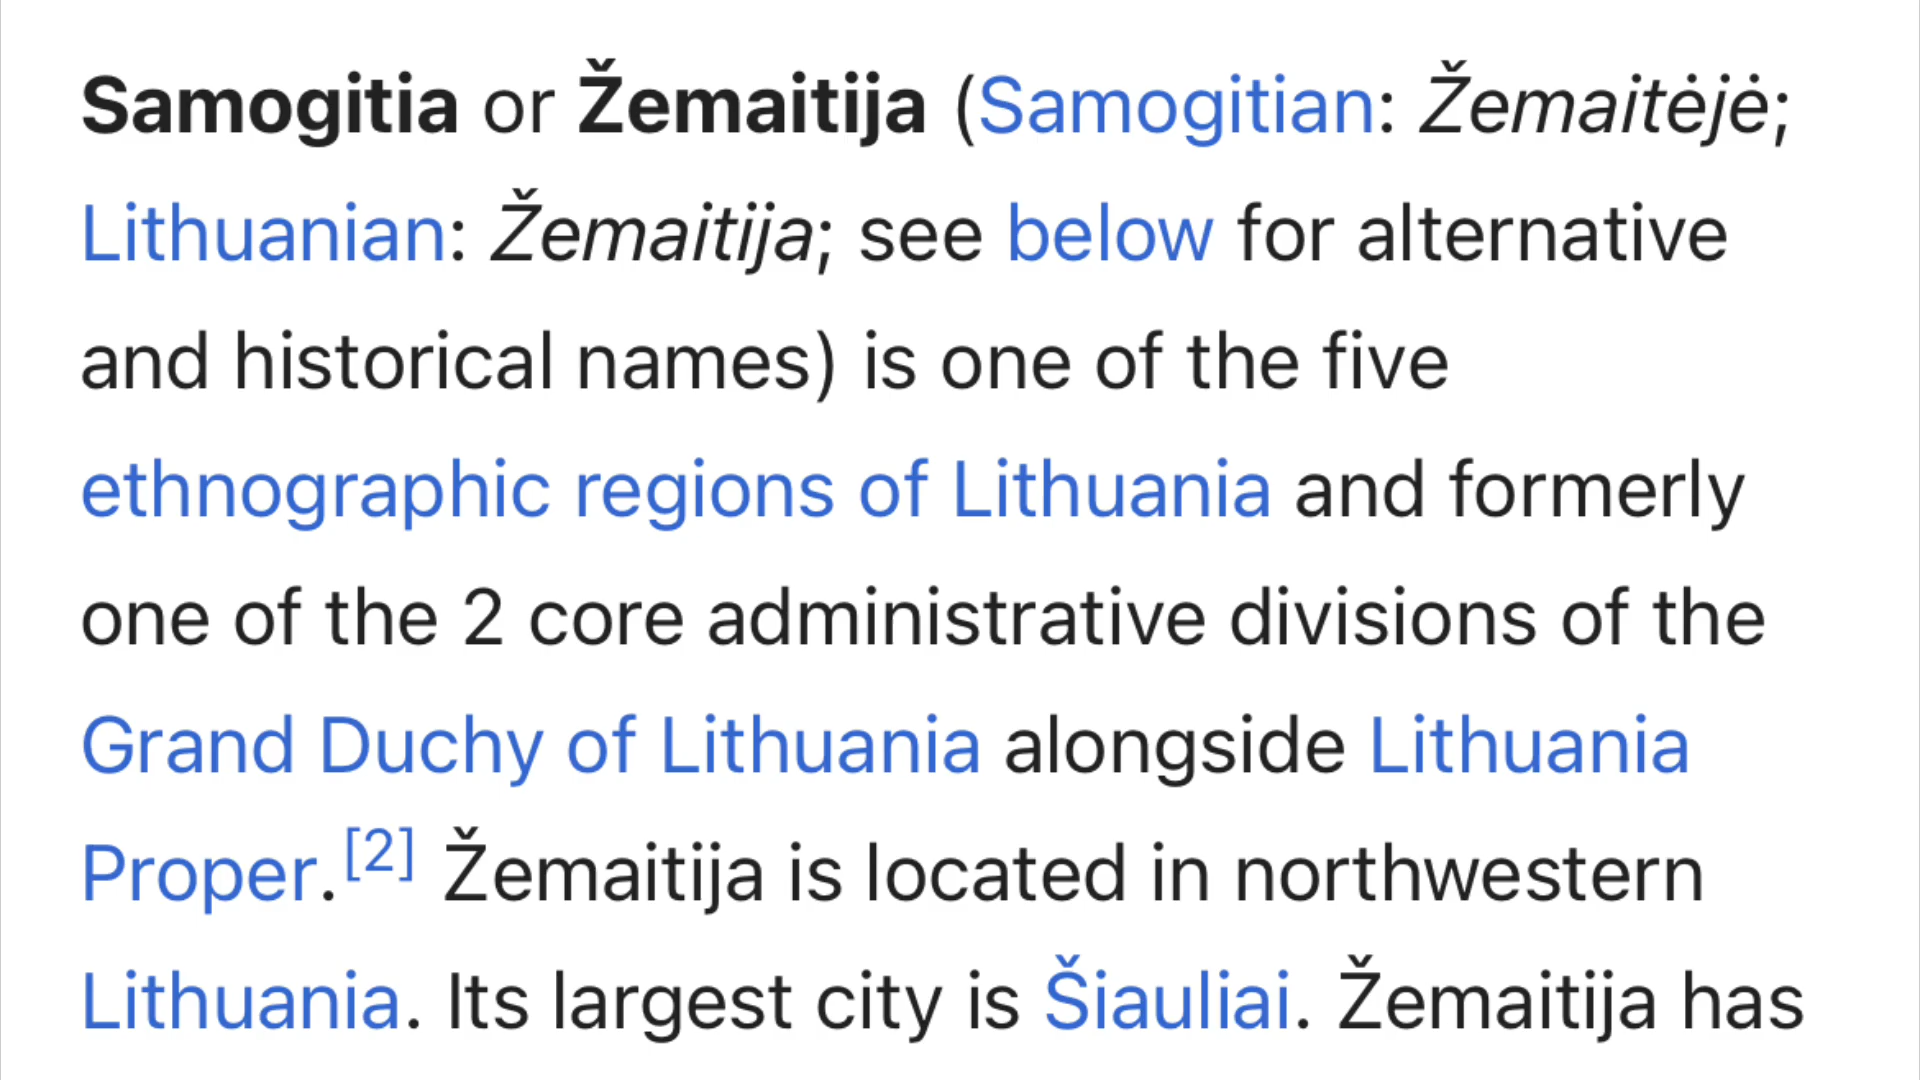 Samogitia or Žemaitija (Samogitian: Žemaitėjė;
Lithuanian: Žemaitija; see below for alternative
and historical names) is one of the five
ethnographic regions of Lithuania and formerly
one of the 2 core administrative divisions of the
Grand Duchy of Lithuania alongside Lithuania
Proper.[2] Žemaitija is located in northwestern
Lithuania. Its largest city is Šiauliai. Žemaitija has